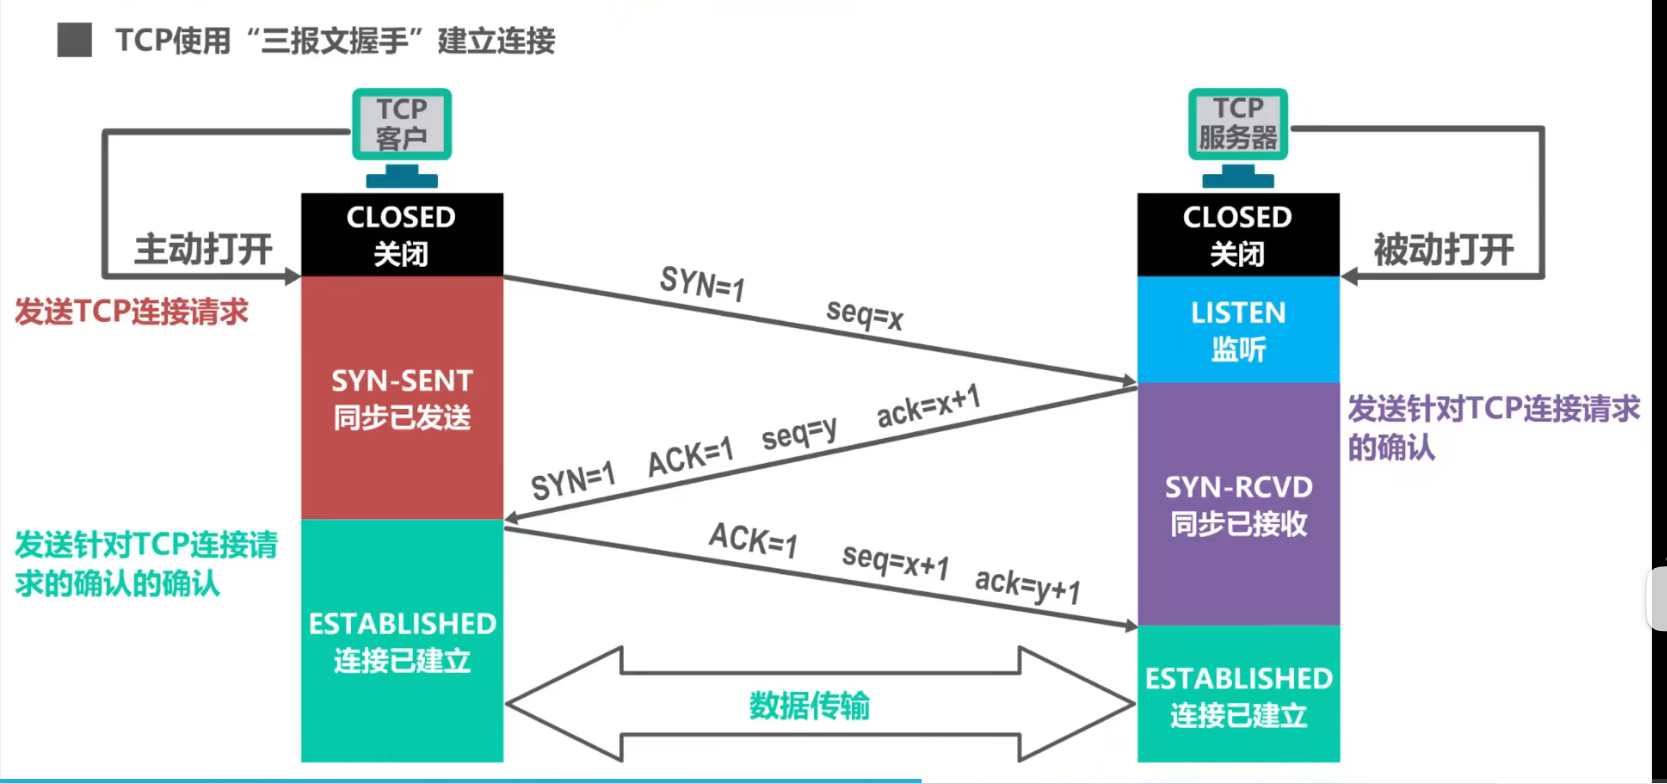 TCP使用“三报文握手”建立连接
TCP
客户
TCP
服务器
CLOSED
关闭
CLOSED
关闭
主动打开
被动打开
发送TCP连接请求
SYN=1 seq=x
LISTEN
监听
SYN-SENT
同步已发送
SYN=1 ACK=1 seq=y ack=x+1
发送针对TCP连接请求
的确认
SYN-RCVD
同步已接收
发送针对TCP连接请
求的确认的确认
ACK=1 seq=x+1 ack=y+1
ESTABLISHED
连接已建立
数据传输
ESTABLISHED
连接已建立